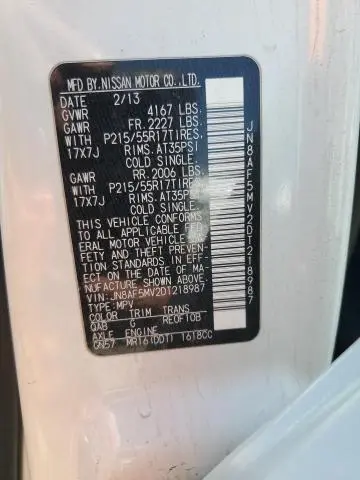 MFD BY NISSAN MOTOR CO., LTD.
DATE 2/13
GVWR 4167 LBS.
GAWR FR. 2227 LBS.
WITH P215/55R17TIRES,
17X7J RIMS, AT35PSI
COLD SINGLE.
GAWR RR. 2006 LBS.
WITH P215/55R17TIRES,
17X7J RIMS, AT35PSI
COLD SINGLE.
THIS VEHICLE CONFORMS
TO ALL APPLICABLE FED-
ERAL MOTOR VEHICLE SA-
FETY AND THEFT PREVEN-
TION STANDARDS IN EFF-
ECT ON THE DATE OF MA-
NUFACTURE SHOWN ABOVE.
VIN: JN8AF5MV2DT218987
TYPE: MPV
COLOR TRIM TRANS
QAB G RE0F10B
AXLE ENGINE
GN57 MR16(DDT) 1618CC
JN8AF5MV2DT218987